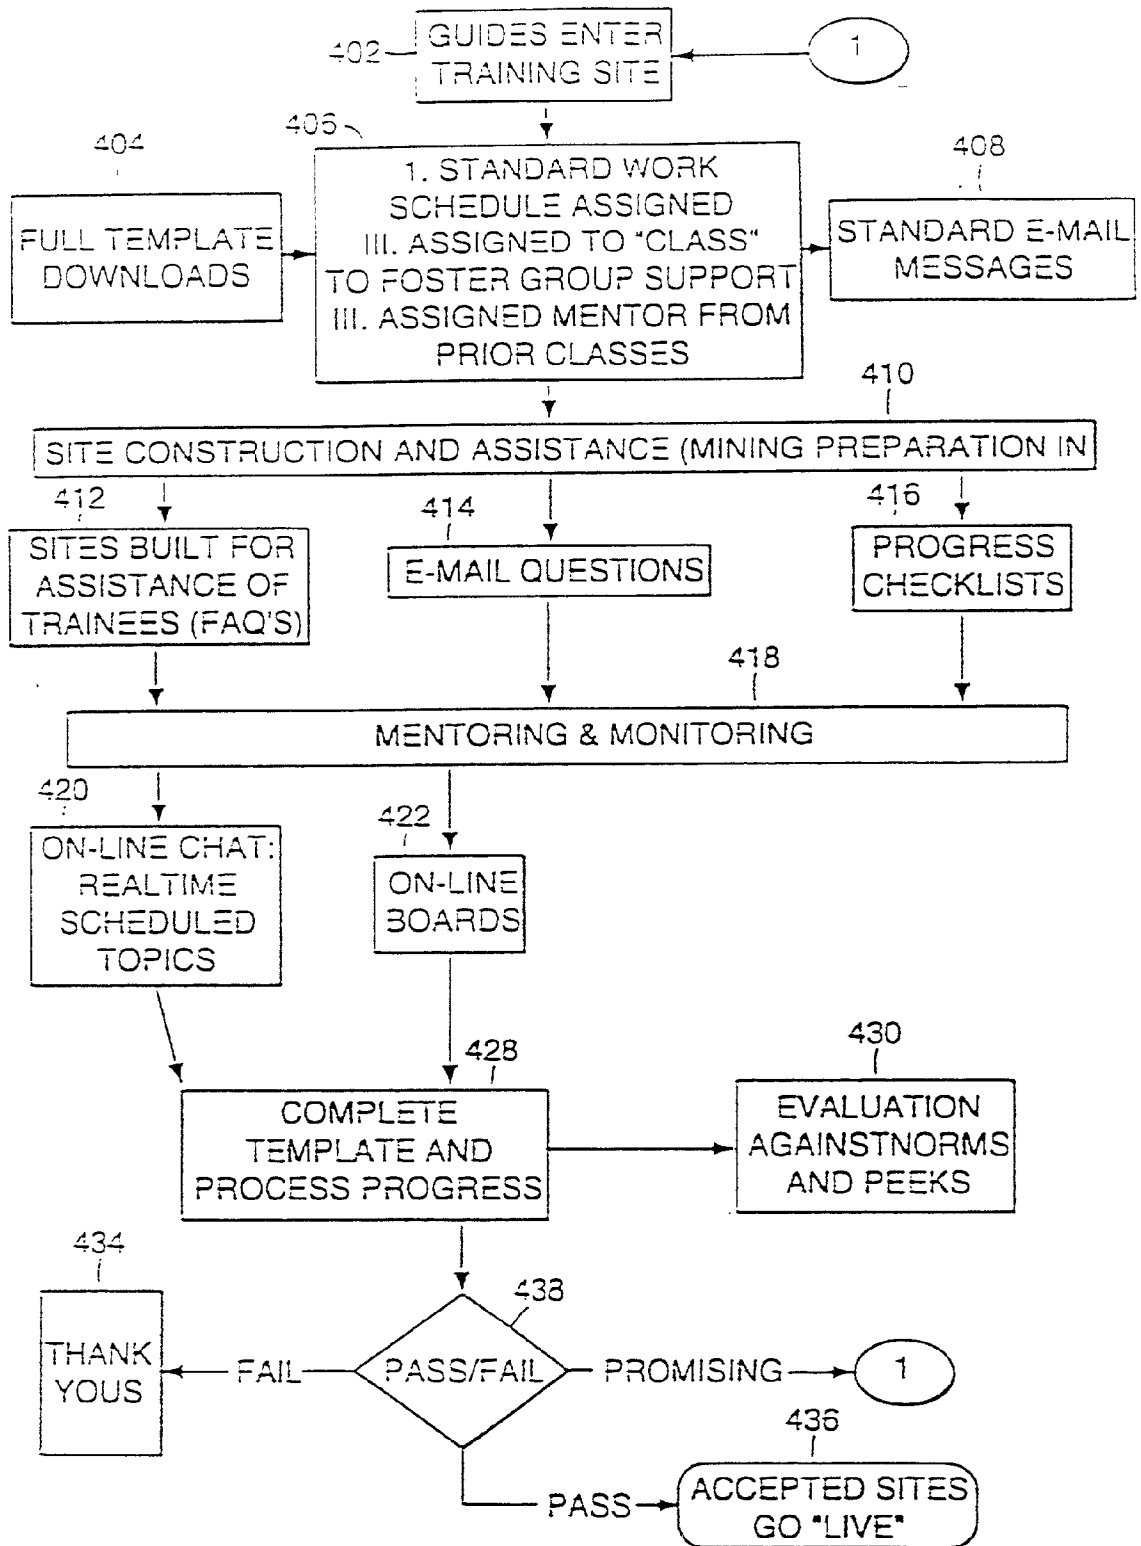 402
GUIDES ENTER
TRAINING SITE
1
404
FULL TEMPLATE
DOWNLOADS
406
1. STANDARD WORK
SCHEDULE ASSIGNED
III. ASSIGNED TO "CLASS"
TO FOSTER GROUP SUPPORT
III. ASSIGNED MENTOR FROM
PRIOR CLASSES
408
STANDARD E-MAIL
MESSAGES
410
SITE CONSTRUCTION AND ASSISTANCE (MINING PREPARATION IN
412
SITES BUILT FOR
ASSISTANCE OF
TRAINEES (FAQ'S)
414
E-MAIL QUESTIONS
416
PROGRESS
CHECKLISTS
418
MENTORING & MONITORING
420
ON-LINE CHAT:
REALTIME
SCHEDULED
TOPICS
422
ON-LINE
BOARDS
428
COMPLETE
TEMPLATE AND
PROCESS PROGRESS
430
EVALUATION
AGAINSTNORMS
AND PEEKS
434
THANK
YOUS
FAIL
438
PASS/FAIL
PROMISING
1
PASS
436
ACCEPTED SITES
GO "LIVE"